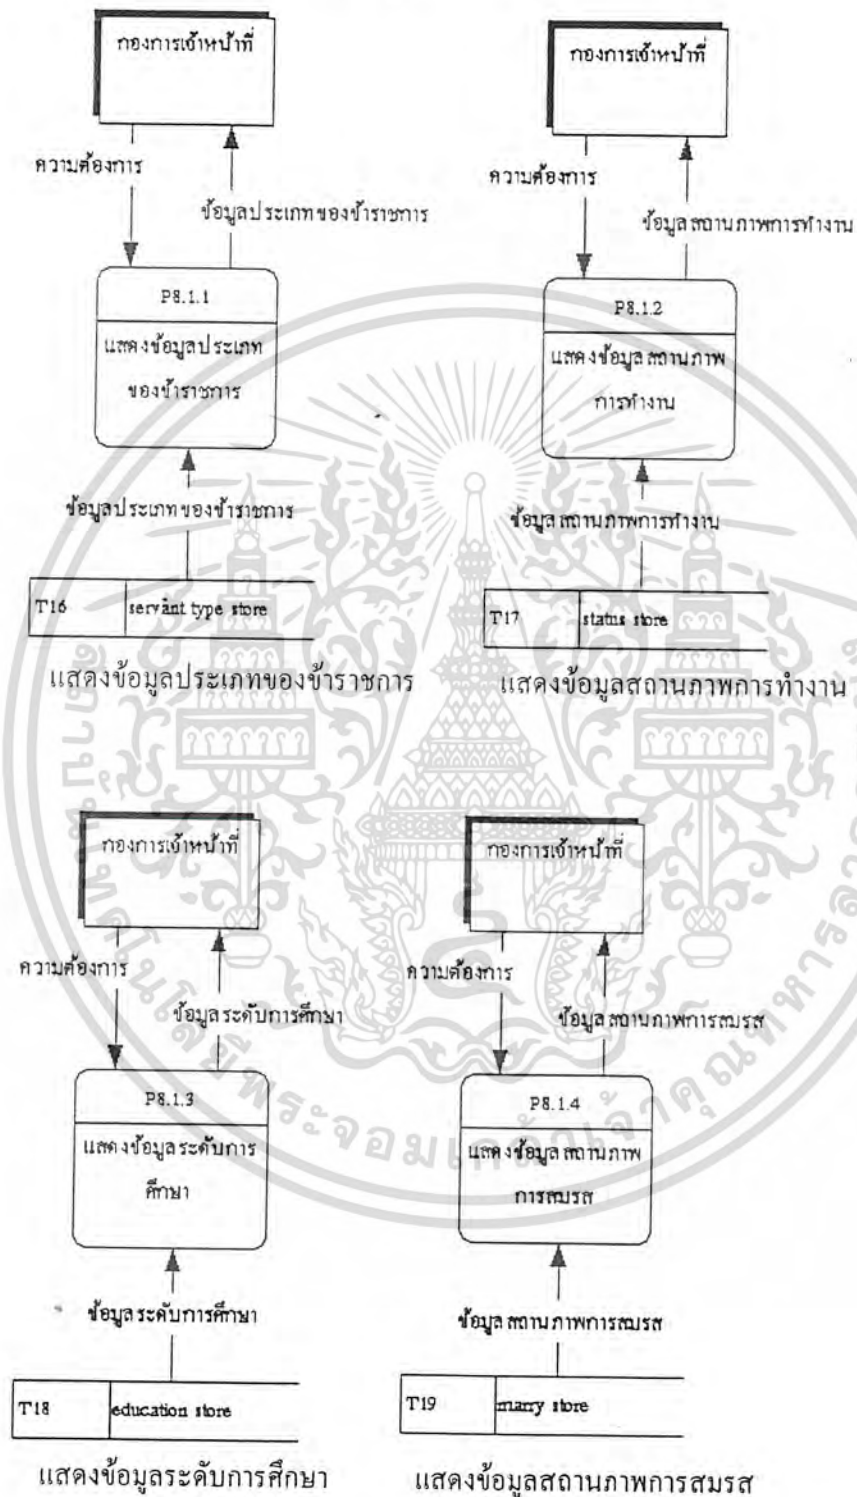 กองการเจ้าหน้าที่
ความต้องการ
ข้อมูลประเภทของข้าราชการ
P8.1.1
แสดงข้อมูลประเภท
ของข้าราชการ
ข้อมูลประเภทของข้าราชการ
T16 servant type store
แสดงข้อมูลประเภทของข้าราชการ
กองการเจ้าหน้าที่
ความต้องการ
ข้อมูลสถานภาพการทำงาน
P8.1.2
แสดงข้อมูลสถานภาพ
การทำงาน
ข้อมูลสถานภาพการทำงาน
T17 status store
แสดงข้อมูลสถานภาพการทำงาน
กองการเจ้าหน้าที่
ความต้องการ
ข้อมูลระดับการศึกษา
P8.1.3
แสดงข้อมูลระดับการ
ศึกษา
ข้อมูลระดับการศึกษา
T18 education store
แสดงข้อมูลระดับการศึกษา
กองการเจ้าหน้าที่
ความต้องการ
ข้อมูลสถานภาพการสมรส
P8.1.4
แสดงข้อมูลสถานภาพ
การสมรส
ข้อมูลสถานภาพการสมรส
T19 marry store
แสดงข้อมูลสถานภาพการสมรส